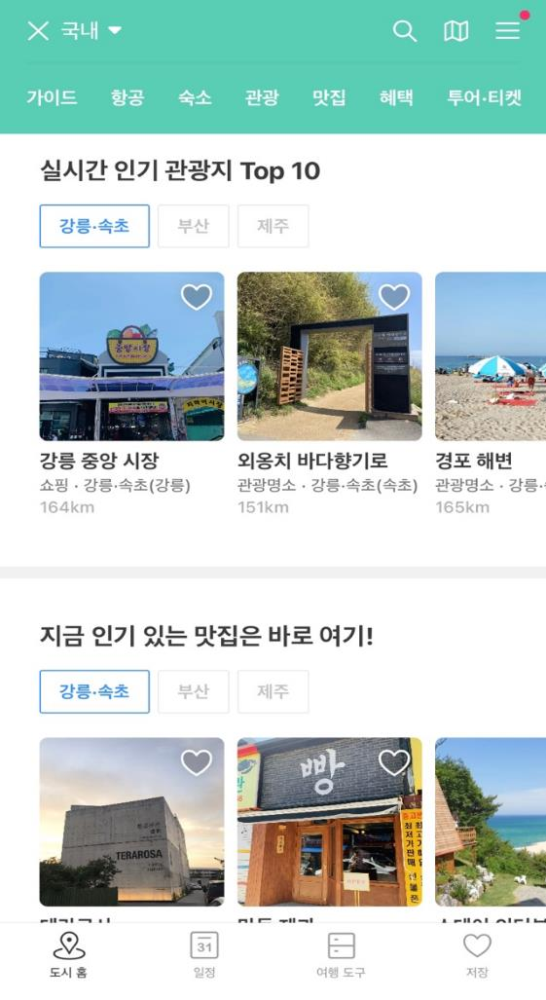 국내
가이드 항공 숙소 관광 맛집 혜택 투어·티켓
실시간 인기 관광지 Top 10
강릉·속초 부산 제주
중앙시장
강릉 중앙 시장 외옹치 바다향기로 경포 해변
쇼핑 · 강릉·속초(강릉) 관광명소 · 강릉·속초(속초) 관광명소 · 강릉·
164km 151km 165km
지금 인기 있는 맛집은 바로 여기!
강릉·속초 부산 제주
TERAROSA
빵
도시 홈 31 일정 여행 도구 저장